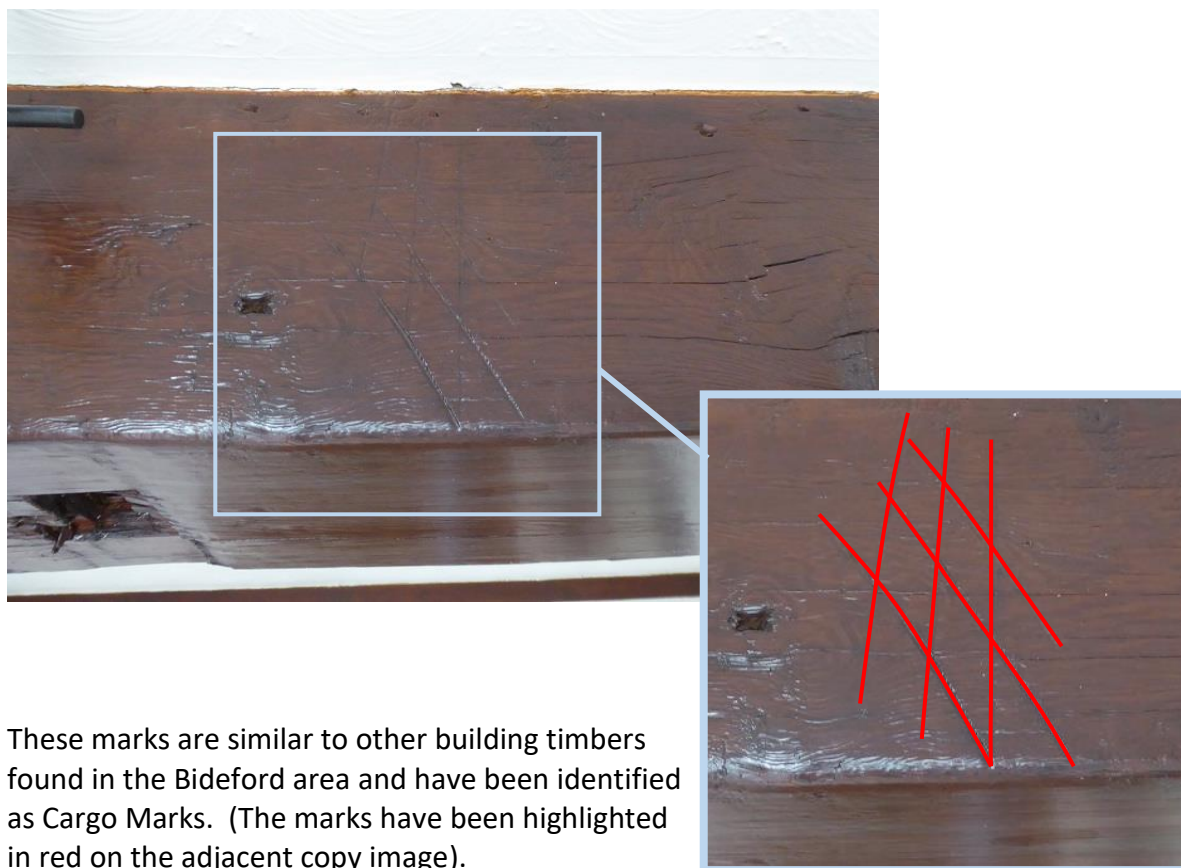 These marks are similar to other building timbers
found in the Bideford area and have been identified
as Cargo Marks.  (The marks have been highlighted
in red on the adjacent copy image).